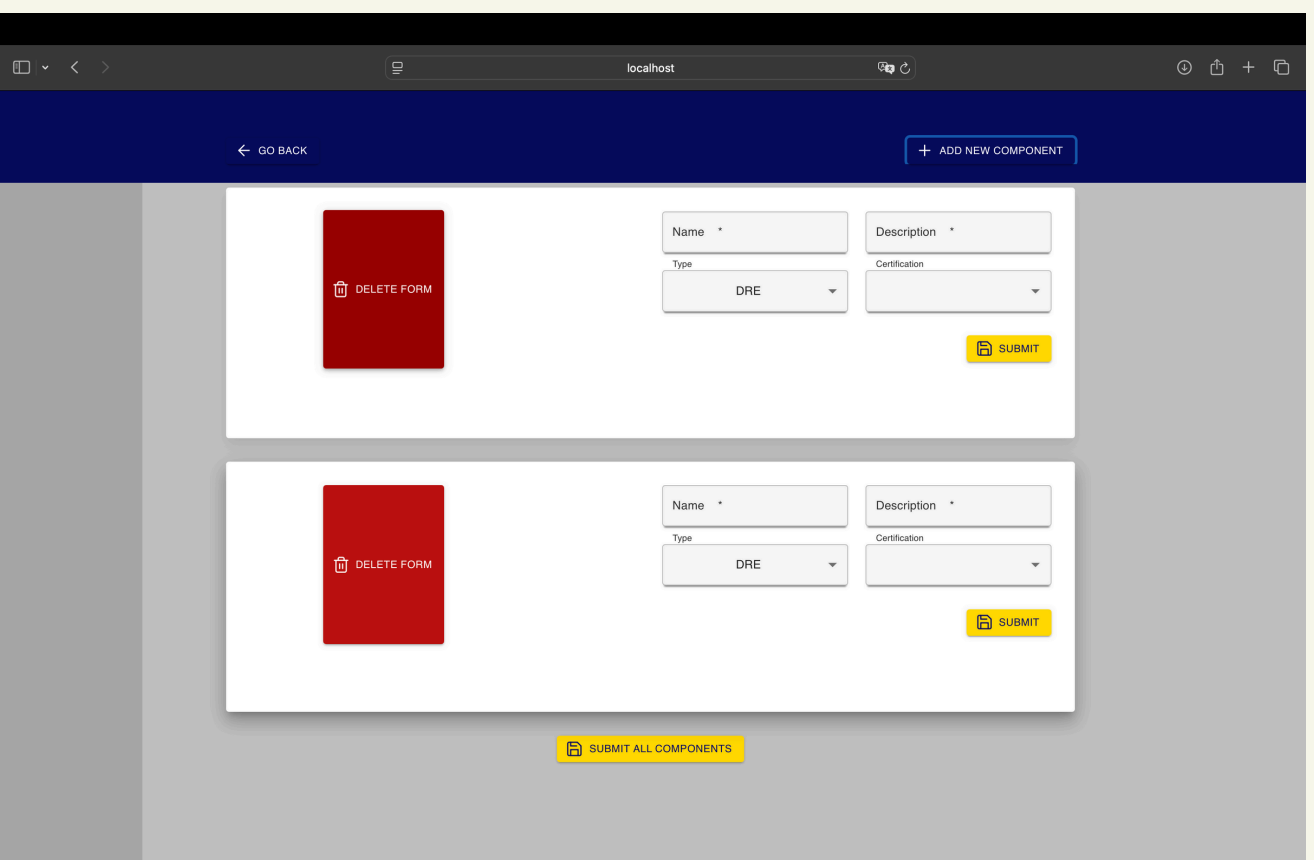 localhost
GO BACK
ADD NEW COMPONENT
Name *
Description *
Type
Certification
DELETE FORM
DRE
SUBMIT
Name *
Description *
Type
Certification
DELETE FORM
DRE
SUBMIT
SUBMIT ALL COMPONENTS